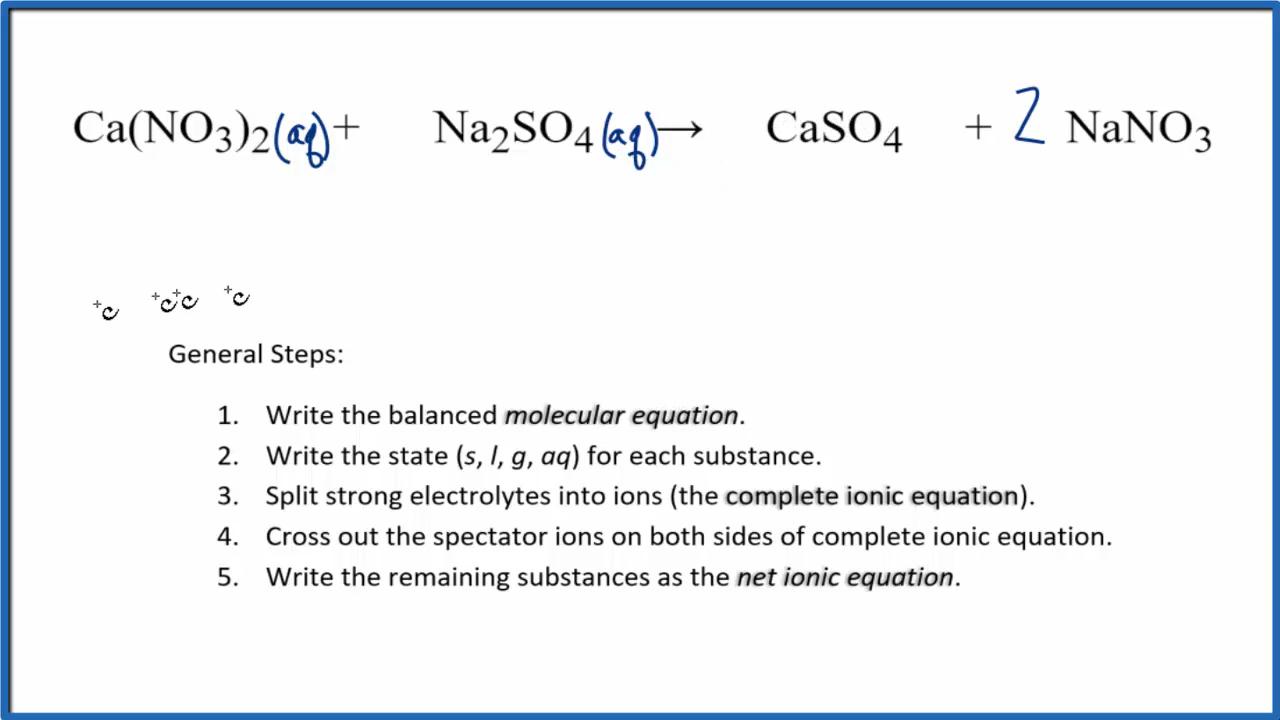 Ca(NO₃)₂(aq) + Na₂SO₄(aq) → CaSO₄ + 2 NaNO₃
General Steps:
1. Write the balanced molecular equation.
2. Write the state (s, l, g, aq) for each substance.
3. Split strong electrolytes into ions (the complete ionic equation).
4. Cross out the spectator ions on both sides of complete ionic equation.
5. Write the remaining substances as the net ionic equation.